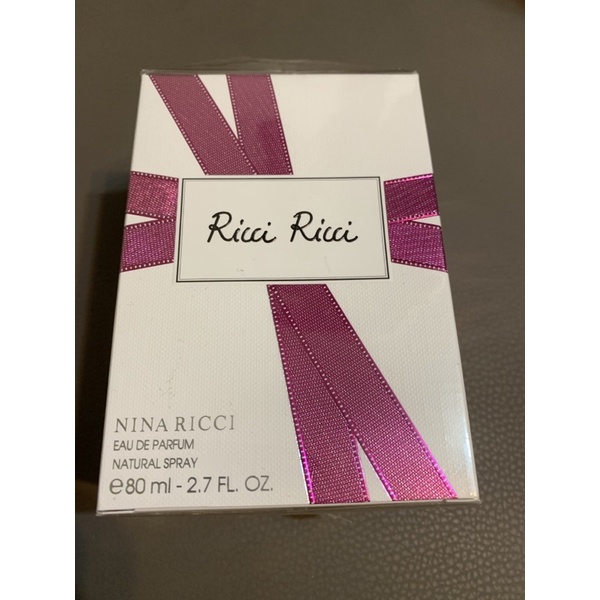 Ricci Ricci
NINA RICCI
EAU DE PARFUM
NATURAL SPRAY
℮80 ml - 2.7 FL. OZ.